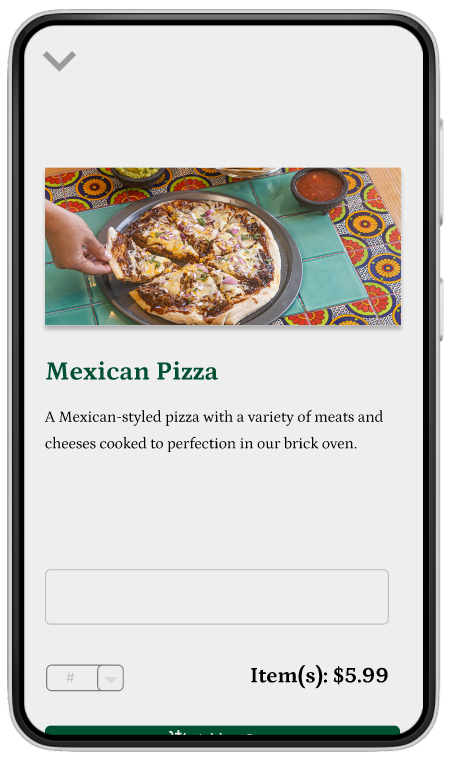 Mexican Pizza
A Mexican-styled pizza with a variety of meats and
cheeses cooked to perfection in our brick oven.
#
Item(s): $5.99